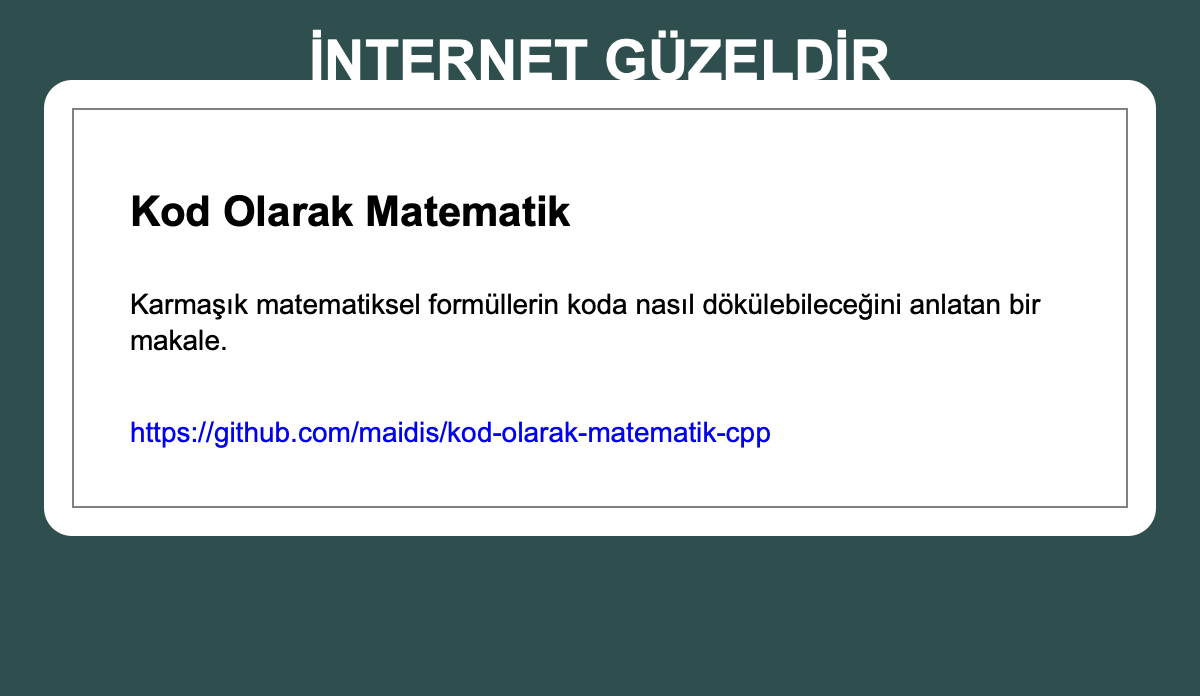 İNTERNET GÜZELDİR
Kod Olarak Matematik
Karmaşık matematiksel formüllerin koda nasıl dökülebileceğini anlatan bir
makale.
https://github.com/maidis/kod-olarak-matematik-cpp